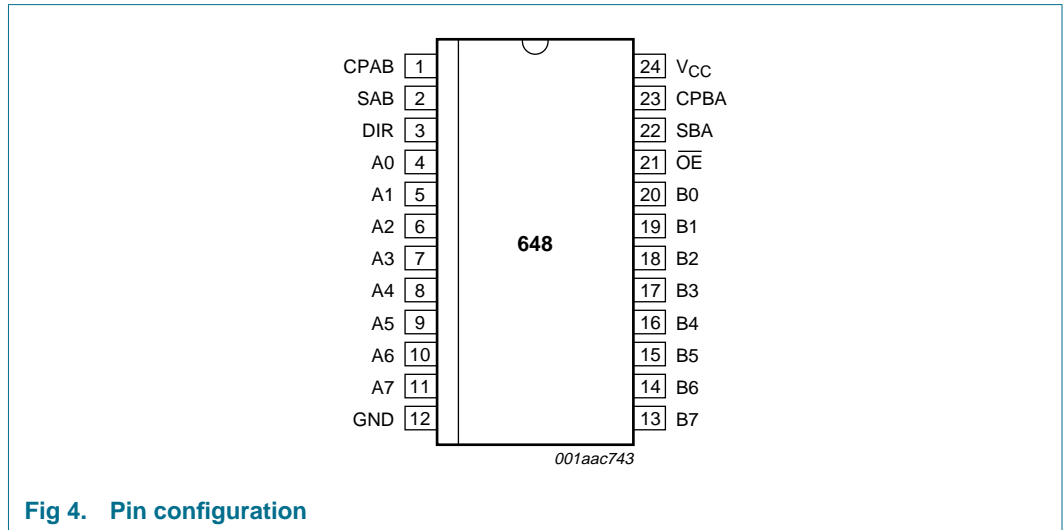 CPAB 1 24 VCC
SAB 2 23 CPBA
DIR 3 22 SBA
A0 4 21 O̅E̅
A1 5 20 B0
A2 6 19 B1
A3 7 18 B2
648
A4 8 17 B3
A5 9 16 B4
A6 10 15 B5
A7 11 14 B6
GND 12 13 B7
001aac743
Fig 4. Pin configuration